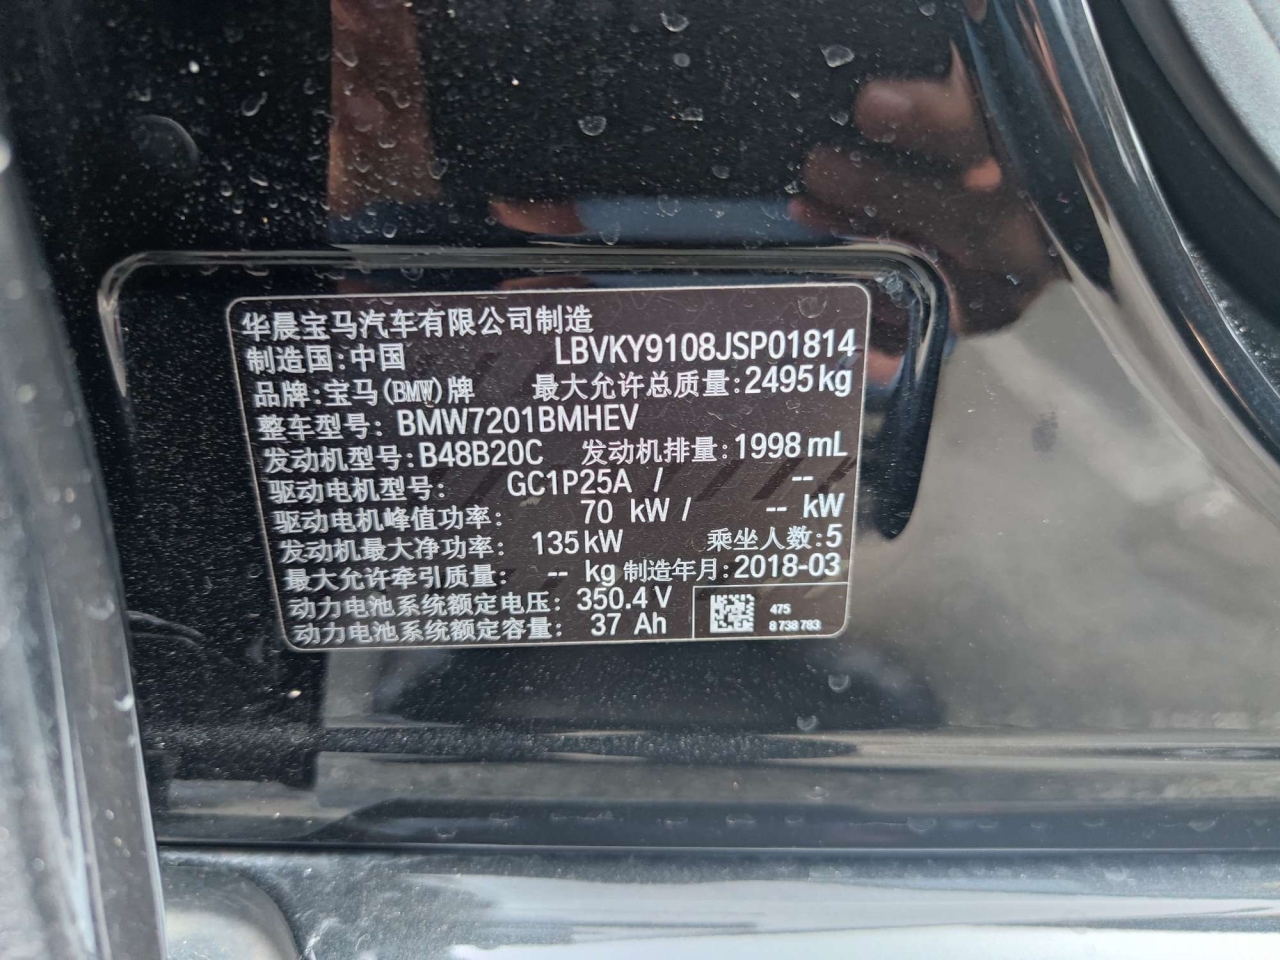 华晨宝马汽车有限公司制造
制造国:中国 LBVKY9108JSP01814
品牌:宝马(BMW)牌 最大允许总质量:2495kg
整车型号: BMW7201BMHEV
发动机型号:B48B20C 发动机排量:1998 mL
驱动电机型号: GC1P25A / --
驱动电机峰值功率: 70 kW / -- kW
发动机最大净功率: 135kW 乘坐人数:5
最大允许牵引质量: -- kg 制造年月:2018-03
动力电池系统额定电压: 350.4 V
动力电池系统额定容量: 37 Ah
475
8 738 783